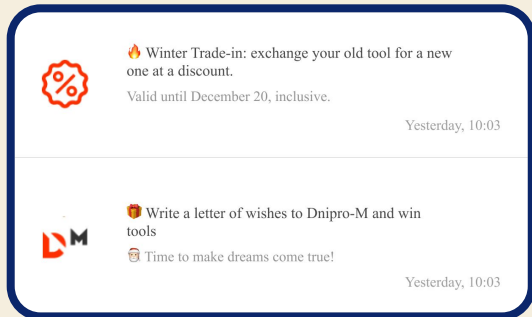 🔥 Winter Trade-in: exchange your old tool for a new
one at a discount.
Valid until December 20, inclusive.
Yesterday, 10:03
🎁 Write a letter of wishes to Dnipro-M and win
tools
DM
🎅 Time to make dreams come true!
Yesterday, 10:03